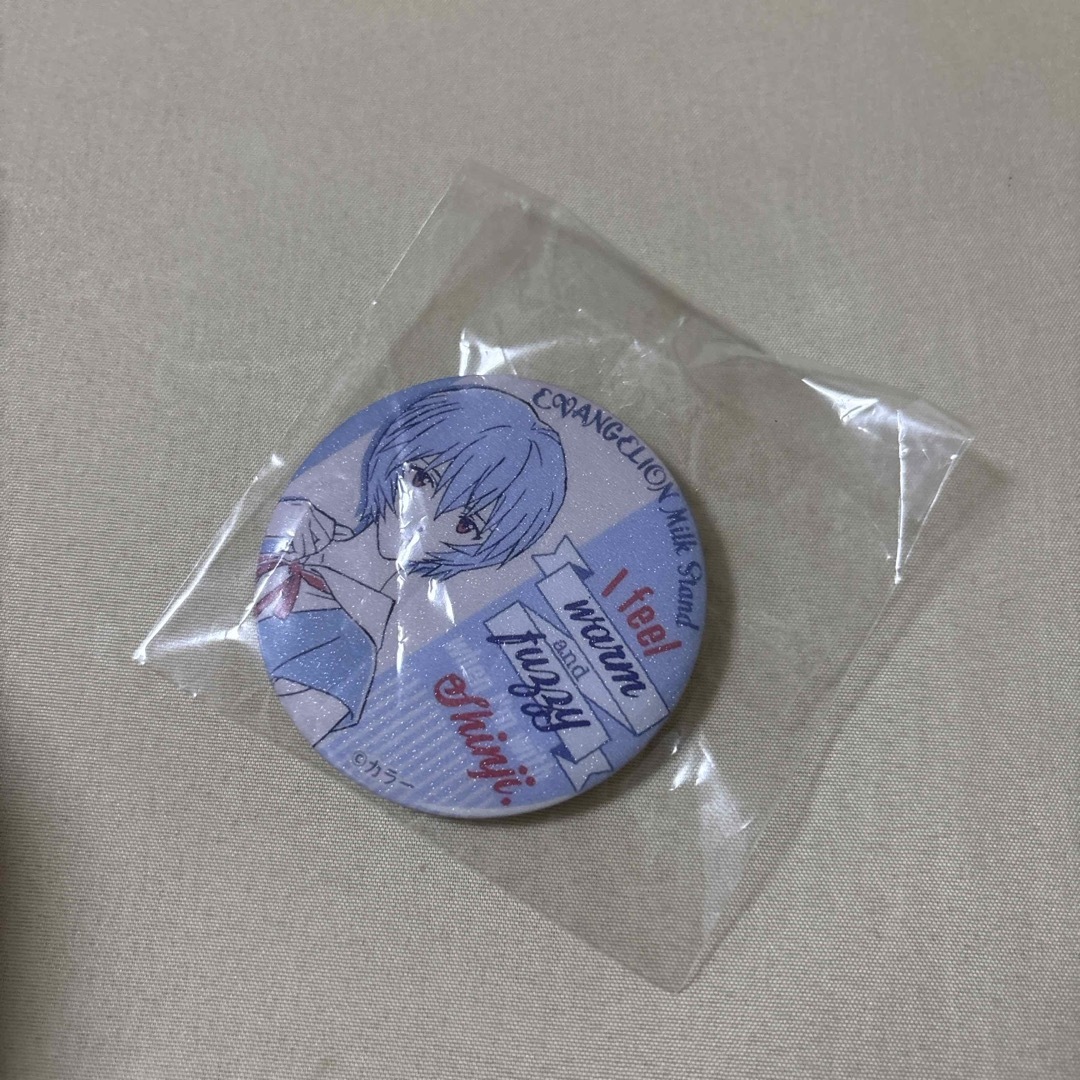 EVANGELION Milk Stand
I feel
warm
and
fuzzy
Shinji.
©カラー